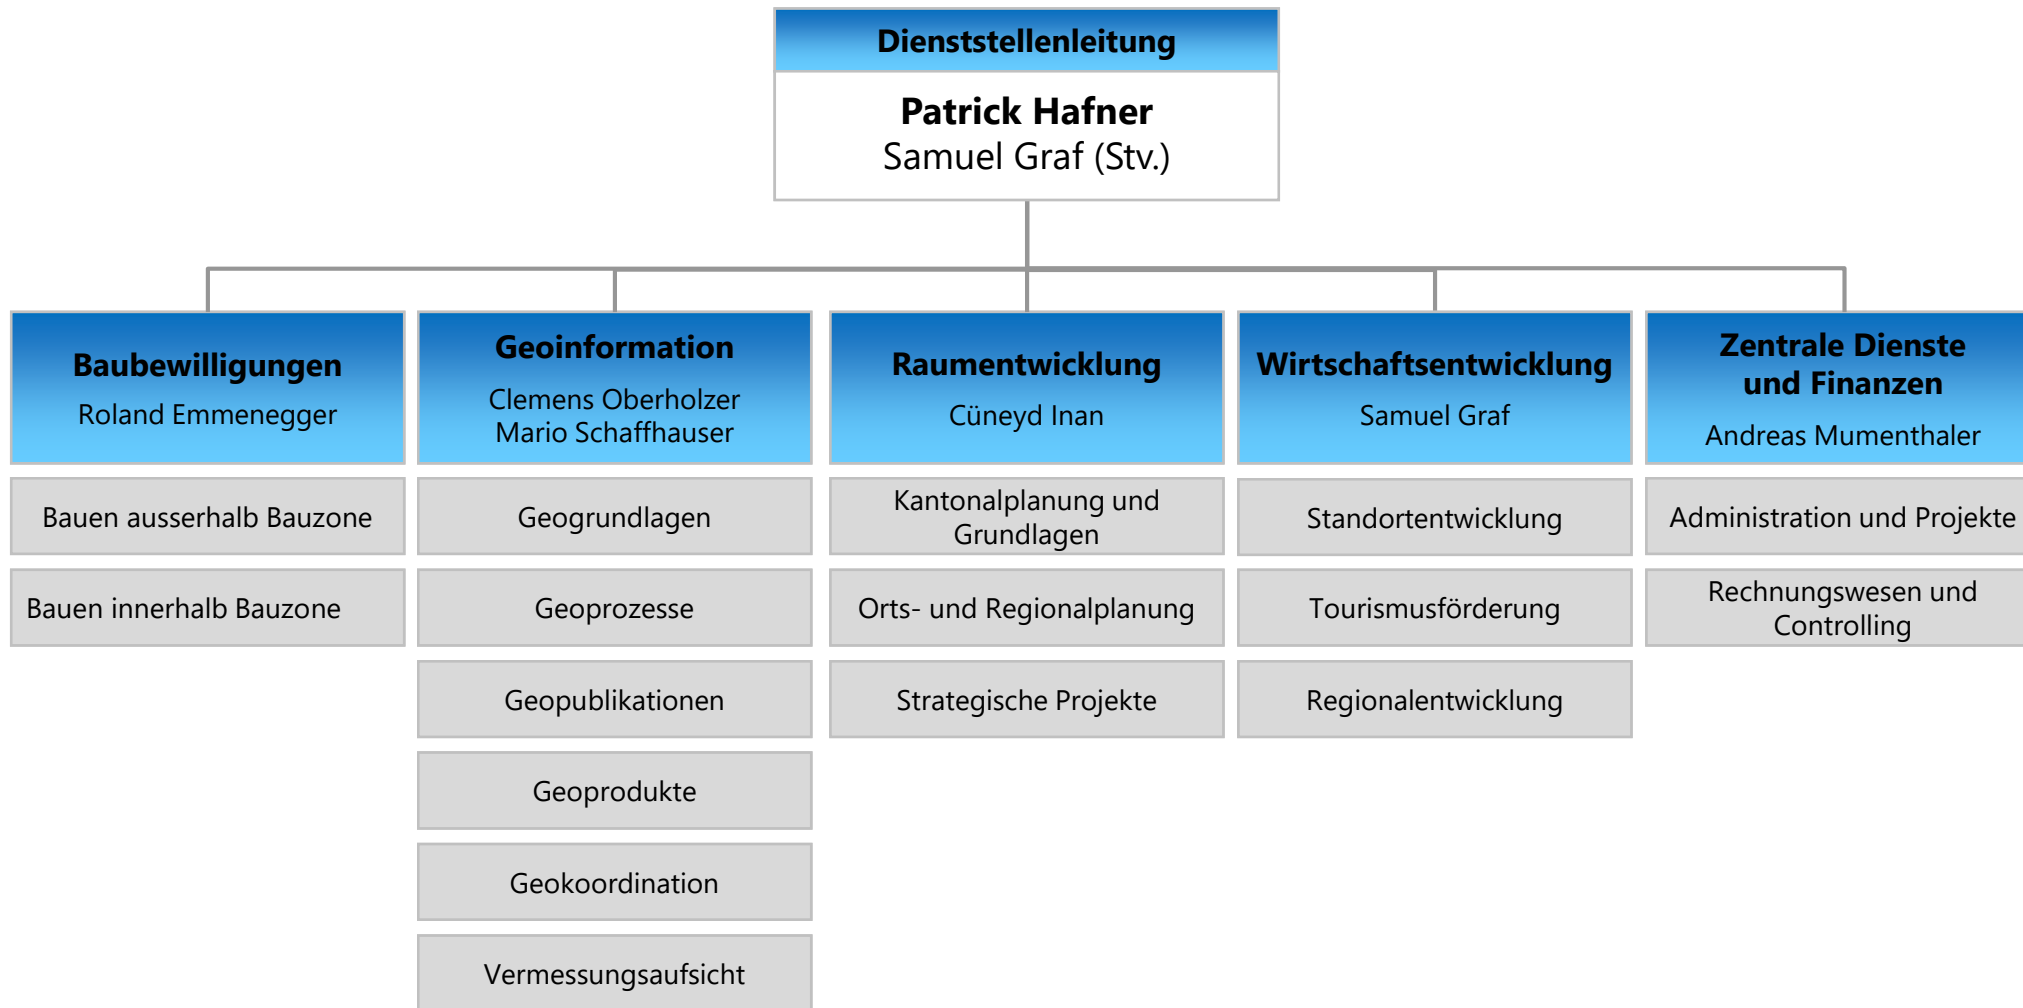 Dienststellenleitung
Patrick Hafner
Samuel Graf (Stv.)
Baubewilligungen
Roland Emmenegger
Bauen ausserhalb Bauzone
Bauen innerhalb Bauzone
Geoinformation
Clemens Oberholzer
Mario Schaffhauser
Geogrundlagen
Geoprozesse
Geopublikationen
Geoprodukte
Geokoordination
Vermessungsaufsicht
Raumentwicklung
Cüneyd Inan
Kantonalplanung und
Grundlagen
Orts- und Regionalplanung
Strategische Projekte
Wirtschaftsentwicklung
Samuel Graf
Standortentwicklung
Tourismusförderung
Regionalentwicklung
Zentrale Dienste
und Finanzen
Andreas Mumenthaler
Administration und Projekte
Rechnungswesen und
Controlling